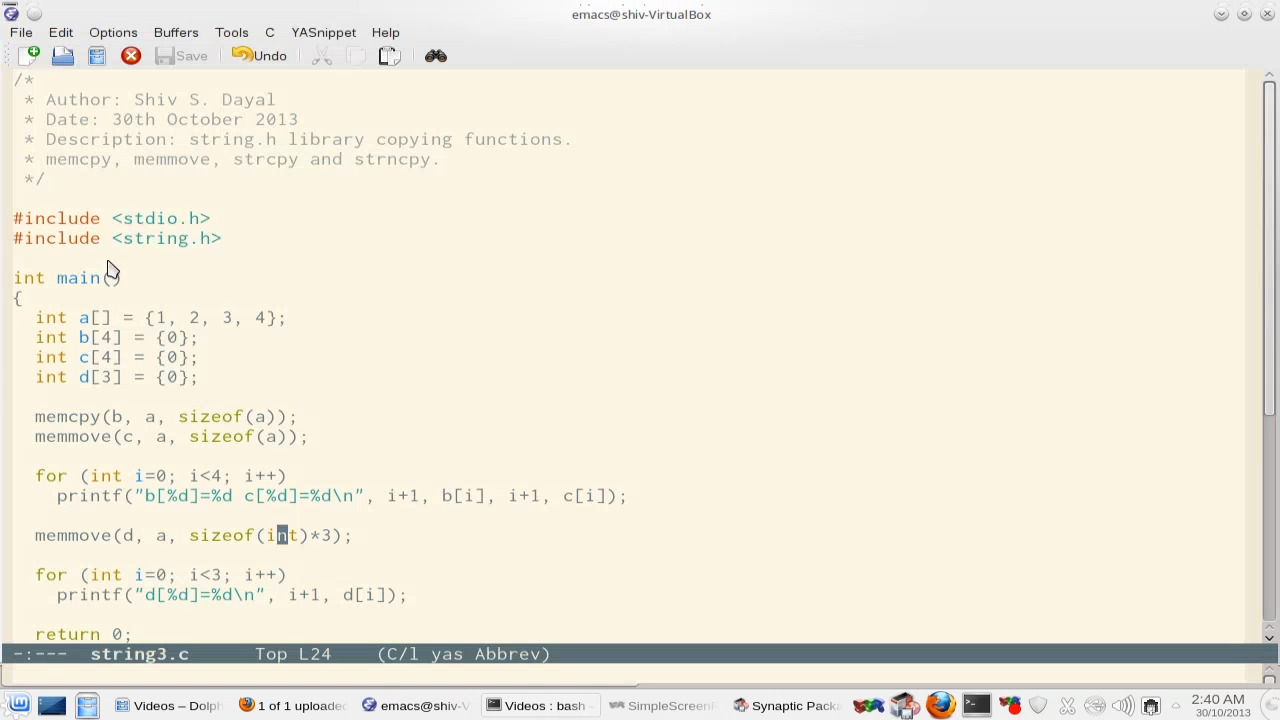 emacs@shiv-VirtualBox
File Edit Options Buffers Tools C YASnippet Help
Save Undo
/*
* Author: Shiv S. Dayal
* Date: 30th October 2013
* Description: string.h library copying functions.
* memcpy, memmove, strcpy and strncpy.
*/
#include <stdio.h>
#include <string.h>
int main()
{
int a[] = {1, 2, 3, 4};
int b[4] = {0};
int c[4] = {0};
int d[3] = {0};
memcpy(b, a, sizeof(a));
memmove(c, a, sizeof(a));
for (int i=0; i<4; i++)
printf("b[%d]=%d c[%d]=%d\n", i+1, b[i], i+1, c[i]);
memmove(d, a, sizeof(int)*3);
for (int i=0; i<3; i++)
printf("d[%d]=%d\n", i+1, d[i]);
return 0;
-:--- string3.c Top L24 (C/l yas Abbrev)
Videos – Dolph 1 of 1 uploade emacs@shiv-V Videos : bash SimpleScreen Synaptic Pack 2:40 AM
30/10/2013